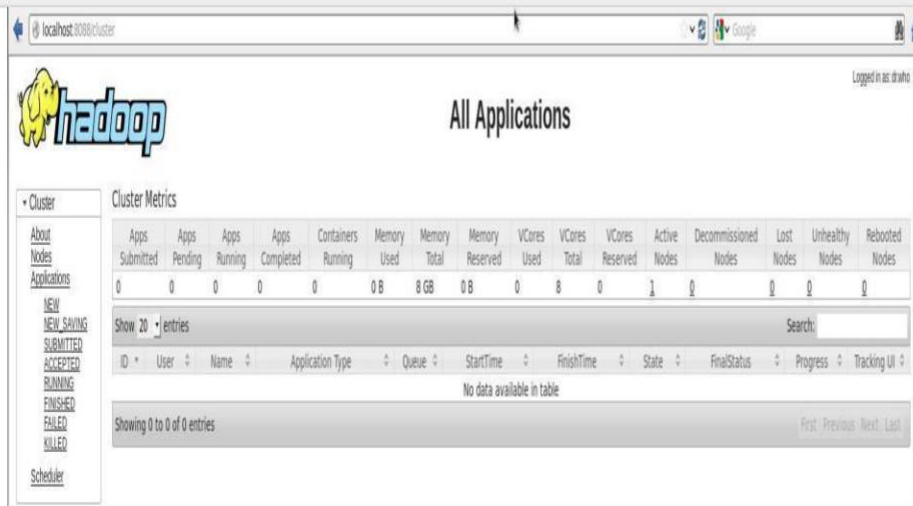 localhost:8088/cluster
Google
Logged in as: drwho
hadoop
All Applications
Cluster
About
Nodes
Applications
NEW
NEW_SAVING
SUBMITTED
ACCEPTED
RUNNING
FINISHED
FAILED
KILLED
Scheduler
Cluster Metrics
Apps Submitted Apps Pending Apps Running Apps Completed Containers Running Memory Used Memory Total Memory Reserved VCores Used VCores Total VCores Reserved Active Nodes Decommissioned Nodes Lost Nodes Unhealthy Nodes Rebooted Nodes
0 0 0 0 0 0 B 8 GB 0 B 0 8 0 1 0 0 0 0
Show 20 entries Search:
ID User Name Application Type Queue StartTime FinishTime State FinalStatus Progress Tracking UI
No data available in table
Showing 0 to 0 of 0 entries First Previous Next Last